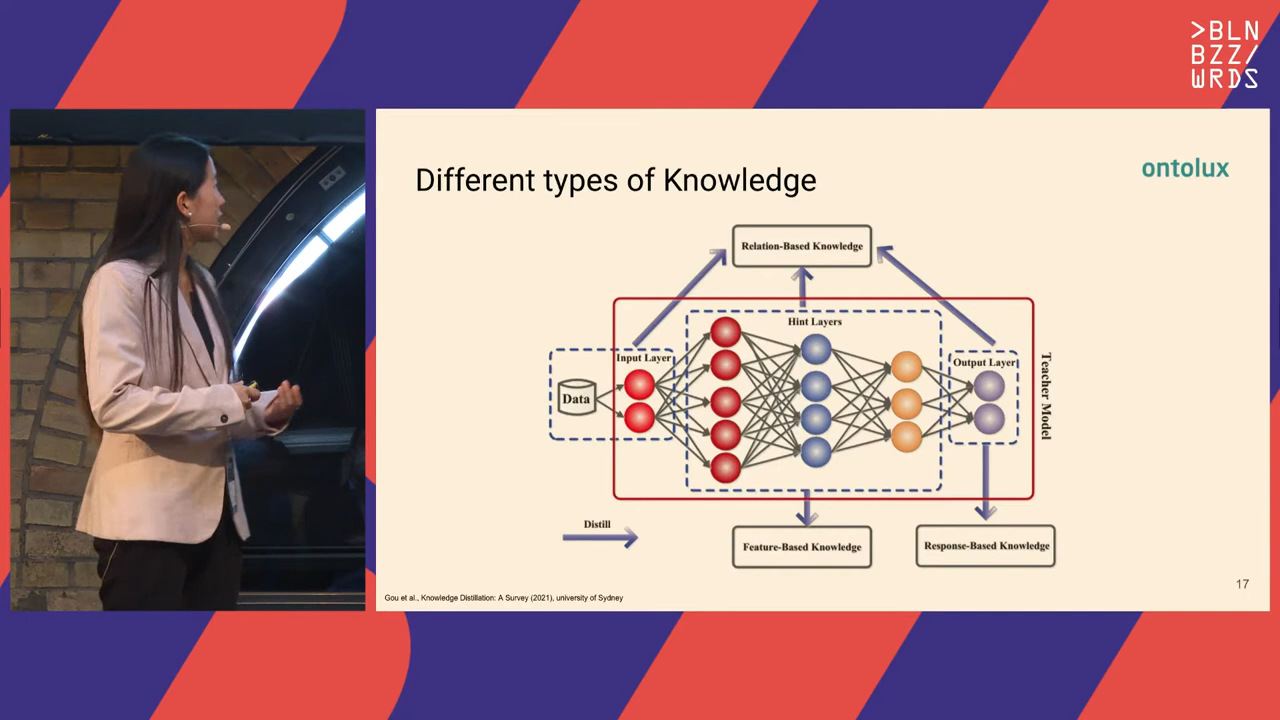 >BLN
BZZ/
WRDS
ontolux
Different types of Knowledge
Relation-Based Knowledge
Hint Layers
Input Layer
Output Layer
Data
Teacher Model
Distill
Feature-Based Knowledge
Response-Based Knowledge
17
Gou et al., Knowledge Distillation: A Survey (2021), university of Sydney